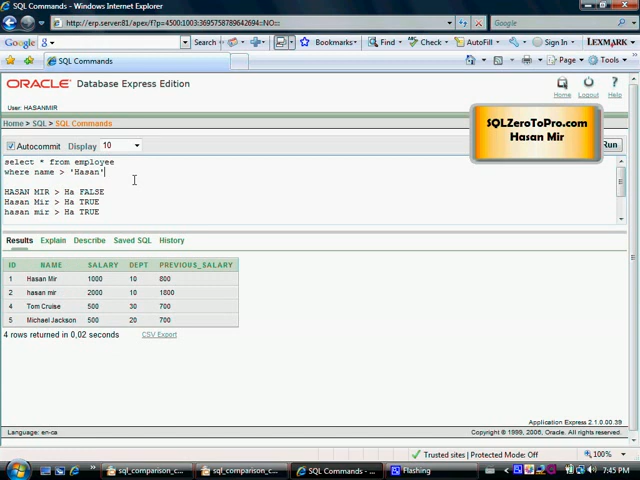 SQL Commands - Windows Internet Explorer
http://erp.server:81/apex/f?p=4500:1003:3695758789642694::NO:::
Google
Google
Search
Bookmarks
Find
Check
AutoFill
Sign In
LEXMARK
SQL Commands
Page
Tools
ORACLE Database Express Edition
Home
Logout
Help
User: HASANMIR
Home > SQL > SQL Commands
SQLZeroToPro.com
Hasan Mir
Autocommit Display 10
Run
select * from employee
where name > 'Hasan'
HASAN MIR > Ha FALSE
Hasan Mir > Ha TRUE
hasan mir > Ha TRUE
Results Explain Describe Saved SQL History
ID NAME SALARY DEPT PREVIOUS_SALARY
1 Hasan Mir 1000 10 800
2 hasan mir 2000 10 1800
4 Tom Cruise 500 30 700
5 Michael Jackson 500 20 700
4 rows returned in 0,02 seconds CSV Export
Application Express 2.1.0.00.39
Language: en-ca Copyright © 1999, 2006, Oracle. All rights reserved.
Trusted sites | Protected Mode: Off 100%
sql_comparison_c...
sql_comparison_c...
SQL Commands - ...
Flashing
7:45 PM